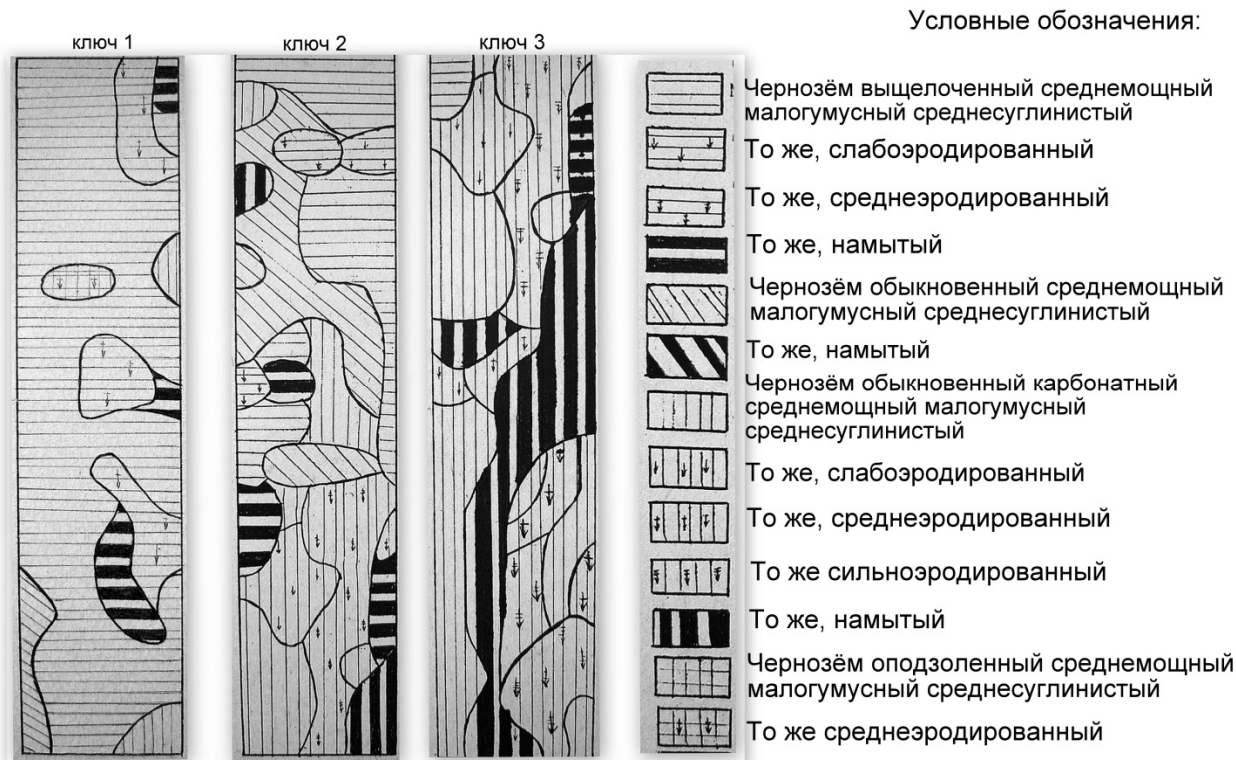 Условные обозначения:
ключ 1
ключ 2
ключ 3
Чернозём выщелоченный среднемощный
малогумусный среднесуглинистый
То же, слабоэродированный
То же, среднеэродированный
То же, намытый
Чернозём обыкновенный среднемощный
малогумусный среднесуглинистый
То же, намытый
Чернозём обыкновенный карбонатный
среднемощный малогумусный
среднесуглинистый
То же, слабоэродированный
То же, среднеэродированный
То же сильноэродированный
То же, намытый
Чернозём оподзоленный среднемощный
малогумусный среднесуглинистый
То же среднеэродированный